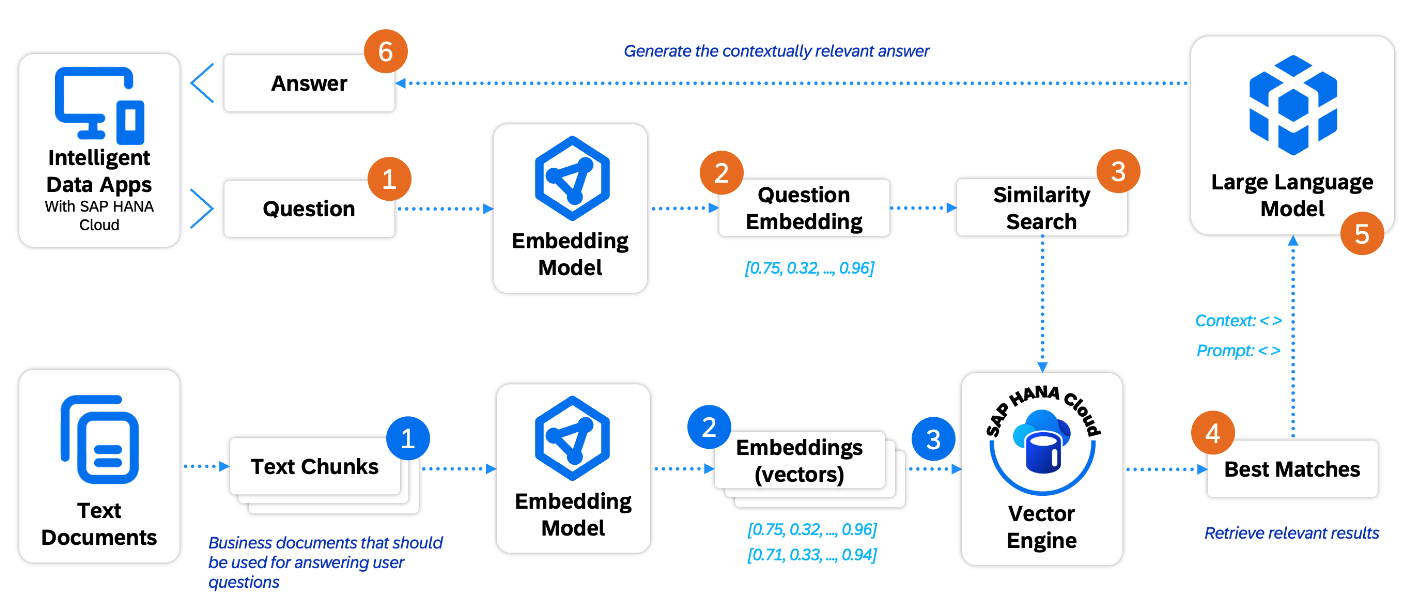 Generate the contextually relevant answer
6
Answer
Intelligent
Data Apps
With SAP HANA
Cloud
1
Question
Embedding
Model
2
Question
Embedding
[0.75, 0.32, ..., 0.96]
3
Similarity
Search
Large Language
Model
5
Context: < >
Prompt: < >
Text
Documents
1
Text Chunks
Business documents that should
be used for answering user
questions
Embedding
Model
2
Embeddings
(vectors)
[0.75, 0.32, ..., 0.96]
[0.71, 0.33, ..., 0.94]
3
SAP HANA Cloud
Vector
Engine
4
Best Matches
Retrieve relevant results